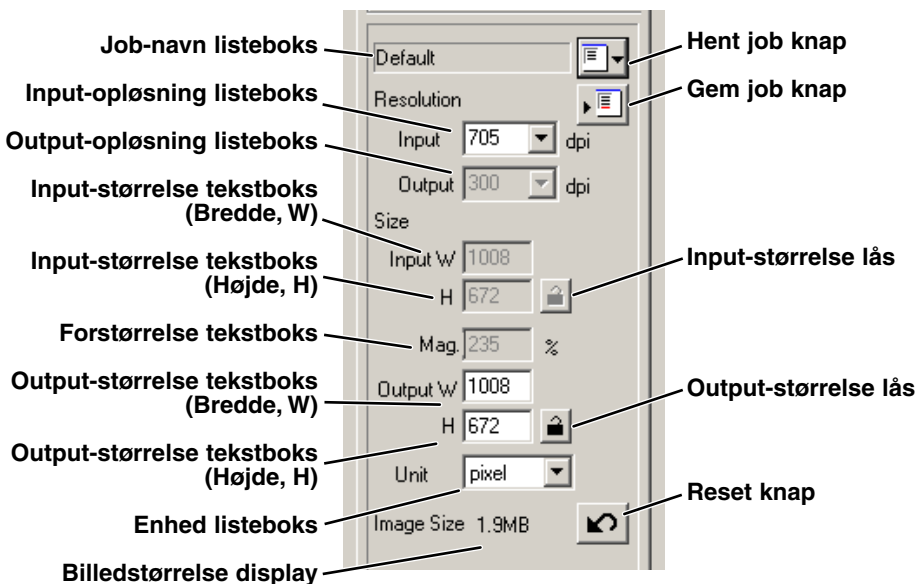 Job-navn listeboks
Input-opløsning listeboks
Output-opløsning listeboks
Input-størrelse tekstboks
(Bredde, W)
Input-størrelse tekstboks
(Højde, H)
Forstørrelse tekstboks
Output-størrelse tekstboks
(Bredde, W)
Output-størrelse tekstboks
(Højde, H)
Enhed listeboks
Billedstørrelse display
Default
Resolution
Input 705 dpi
Output 300 dpi
Size
Input W 1008
H 672
Mag. 235 %
Output W 1008
H 672
Unit pixel
Image Size 1.9MB
Hent job knap
Gem job knap
Input-størrelse lås
Output-størrelse lås
Reset knap